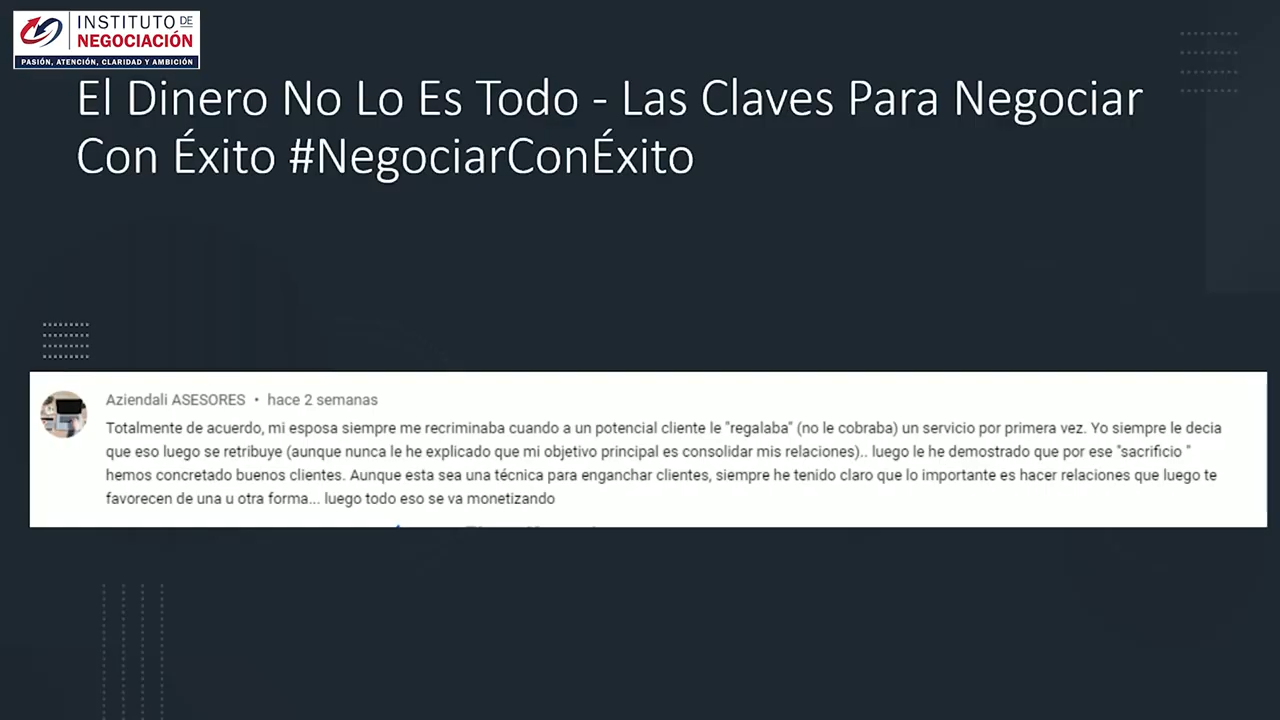 INSTITUTO DE
NEGOCIACIÓN
PASIÓN, ATENCIÓN, CLARIDAD Y AMBICIÓN
El Dinero No Lo Es Todo - Las Claves Para Negociar
Con Éxito #NegociarConÉxito
Aziendali ASESORES • hace 2 semanas
Totalmente de acuerdo, mi esposa siempre me recriminaba cuando a un potencial cliente le "regalaba" (no le cobraba) un servicio por primera vez. Yo siempre le decia
que eso luego se retribuye (aunque nunca le he explicado que mi objetivo principal es consolidar mis relaciones).. luego le he demostrado que por ese "sacrificio "
hemos concretado buenos clientes. Aunque esta sea una técnica para enganchar clientes, siempre he tenido claro que lo importante es hacer relaciones que luego te
favorecen de una u otra forma... luego todo eso se va monetizando